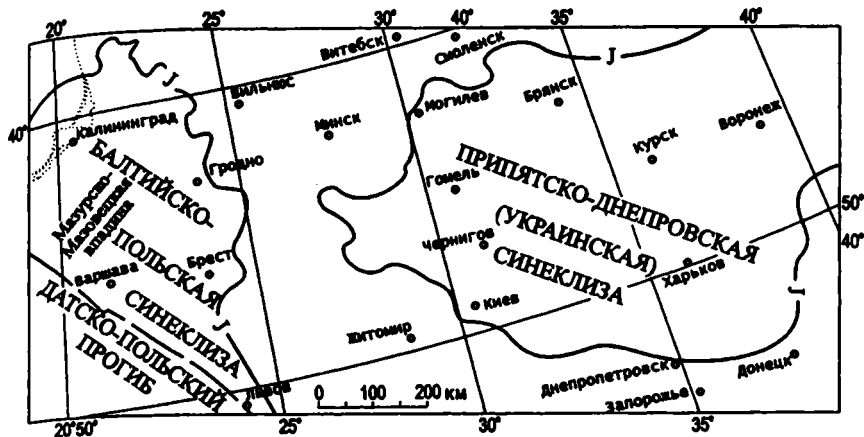 20° 25° 30° 40° 35° 40°
Витебск
Смоленск
J
Вильнюс
Могилев
Брянск
40°
Калининград
Минск
Курск
Воронеж
БАЛТИЙСКО-
ПОЛЬСКАЯ
СИНЕКЛИЗА
Гродно
Гомель
ПРИПЯТСКО-ДНЕПРОВСКАЯ
(УКРАИНСКАЯ)
СИНЕКЛИЗА
50°
40°
Мазурско-
Мазовецкая
впадина
Чернигов
Брест
Харьков
Варшава
J
J
ДАТСКО-ПОЛЬСКИЙ
ПРОГИБ
Киев
Житомир
Львов
0 100 200 км
Днепропетровск
Донецк
Запорожье
20°50° 25° 30° 35°